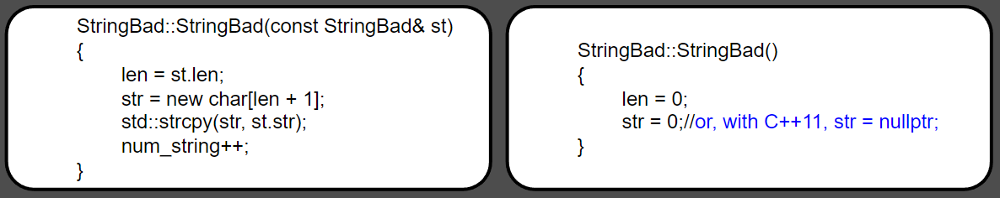 StringBad::StringBad(const StringBad& st)
{
len = st.len;
str = new char[len + 1];
std::strcpy(str, st.str);
num_string++;
}
StringBad::StringBad()
{
len = 0;
str = 0;//or, with C++11, str = nullptr;
}